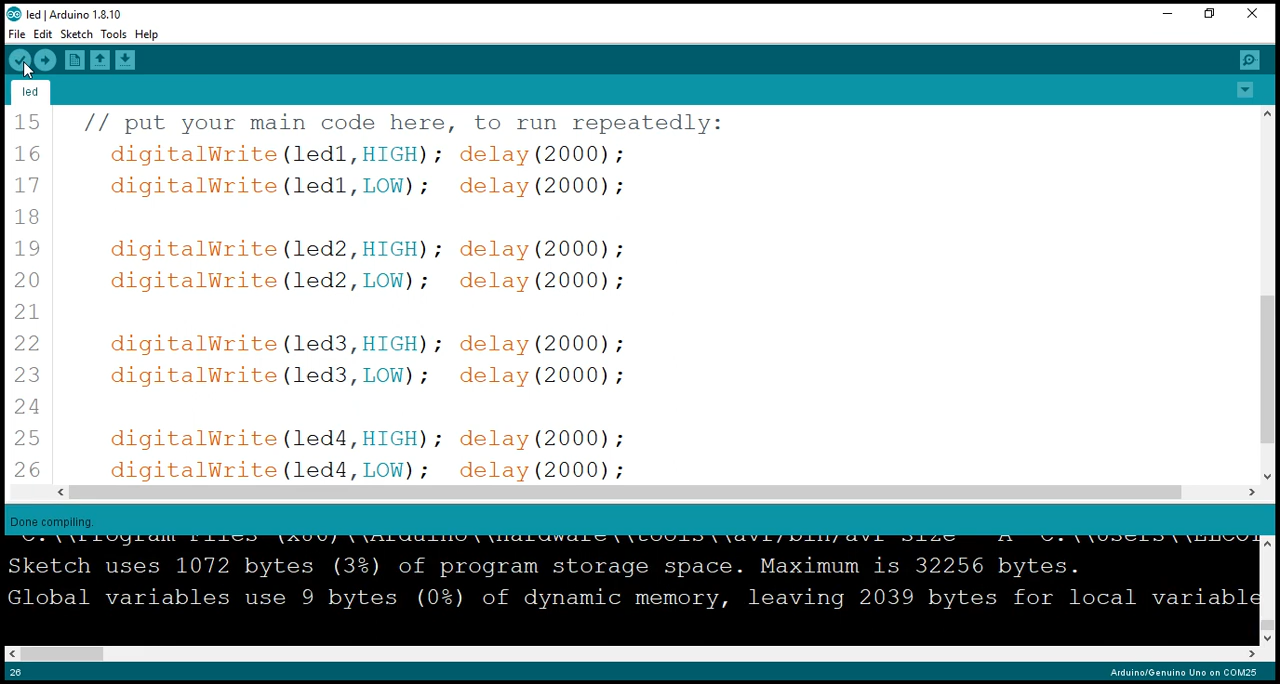 led | Arduino 1.8.10
File Edit Sketch Tools Help
led
15 // put your main code here, to run repeatedly:
16 digitalWrite(led1,HIGH); delay(2000);
17 digitalWrite(led1,LOW); delay(2000);
18
19 digitalWrite(led2,HIGH); delay(2000);
20 digitalWrite(led2,LOW); delay(2000);
21
22 digitalWrite(led3,HIGH); delay(2000);
23 digitalWrite(led3,LOW); delay(2000);
24
25 digitalWrite(led4,HIGH); delay(2000);
26 digitalWrite(led4,LOW); delay(2000);
Done compiling.
Sketch uses 1072 bytes (3%) of program storage space. Maximum is 32256 bytes.
Global variables use 9 bytes (0%) of dynamic memory, leaving 2039 bytes for local variable
26
Arduino/Genuino Uno on COM25